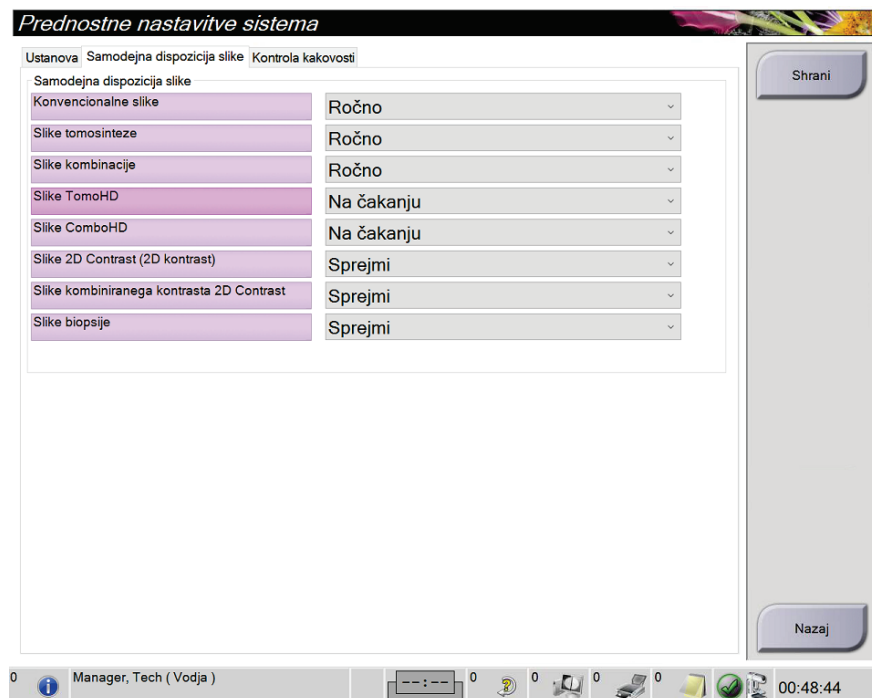 Prednostne nastavitve sistema
Ustanova Samodejna dispozicija slike Kontrola kakovosti
Shrani
Samodejna dispozicija slike
Konvencionalne slike Ročno
Slike tomosinteze Ročno
Slike kombinacije Ročno
Slike TomoHD Na čakanju
Slike ComboHD Na čakanju
Slike 2D Contrast (2D kontrast) Sprejmi
Slike kombiniranega kontrasta 2D Contrast Sprejmi
Slike biopsije Sprejmi
Nazaj
0 Manager, Tech ( Vodja ) --:-- 0 0 0 0 00:48:44